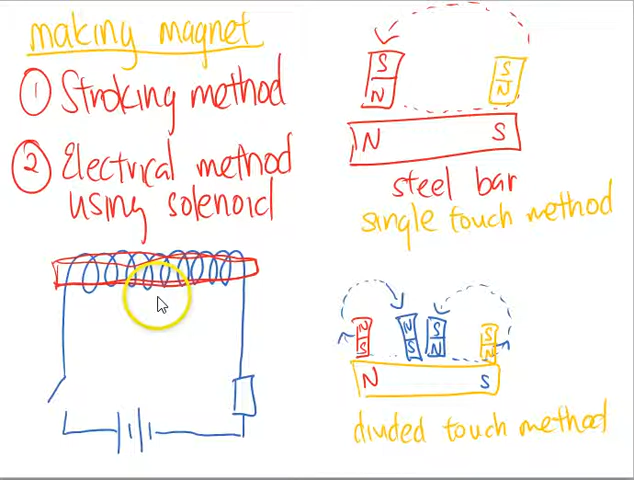 making magnet
① Stroking method
② Electrical method
using solenoid
S
N
S
N
N S
steel bar
single touch method
N
S
N
S
S
N
S
N
N S
divided touch method